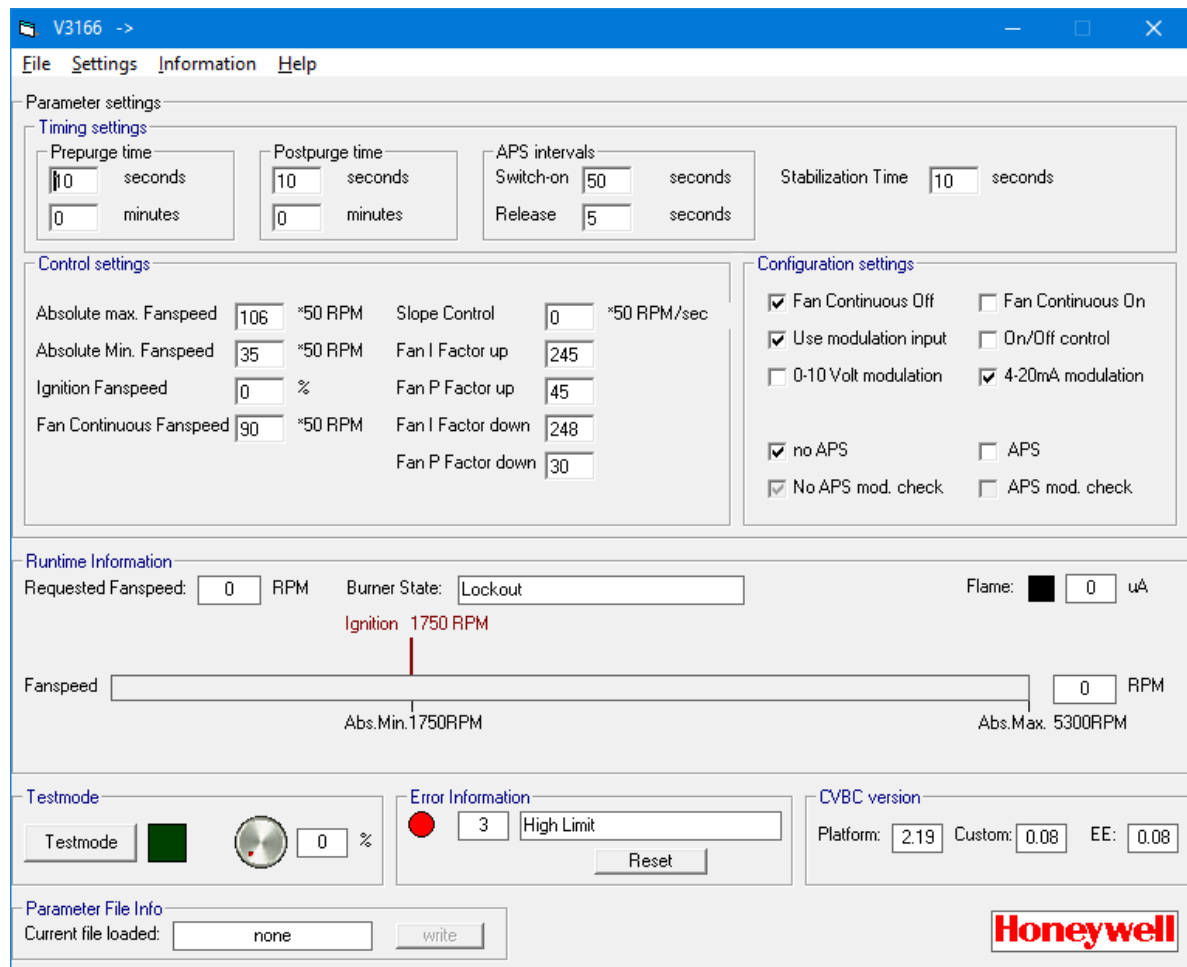 V3166 ->
File Settings Information Help
Parameter settings
Timing settings
Prepurge time
10 seconds
0 minutes
Postpurge time
10 seconds
0 minutes
APS intervals
Switch-on 50 seconds
Release 5 seconds
Stabilization Time 10 seconds
Control settings
Absolute max. Fanspeed 106 *50 RPM
Absolute Min. Fanspeed 35 *50 RPM
Ignition Fanspeed 0 %
Fan Continuous Fanspeed 90 *50 RPM
Slope Control 0 *50 RPM/sec
Fan I Factor up 245
Fan P Factor up 45
Fan I Factor down 248
Fan P Factor down 30
Configuration settings
Fan Continuous Off Fan Continuous On
Use modulation input On/Off control
0-10 Volt modulation 4-20mA modulation
no APS APS
No APS mod. check APS mod. check
Runtime Information
Requested Fanspeed: 0 RPM Burner State: Lockout Flame: 0 uA
Ignition 1750 RPM
Fanspeed 0 RPM
Abs.Min.1750RPM Abs.Max. 5300RPM
Testmode
Testmode 0 %
Error Information
3 High Limit
Reset
CVBC version
Platform: 2.19 Custom: 0.08 EE: 0.08
Parameter File Info
Current file loaded: none write
Honeywell